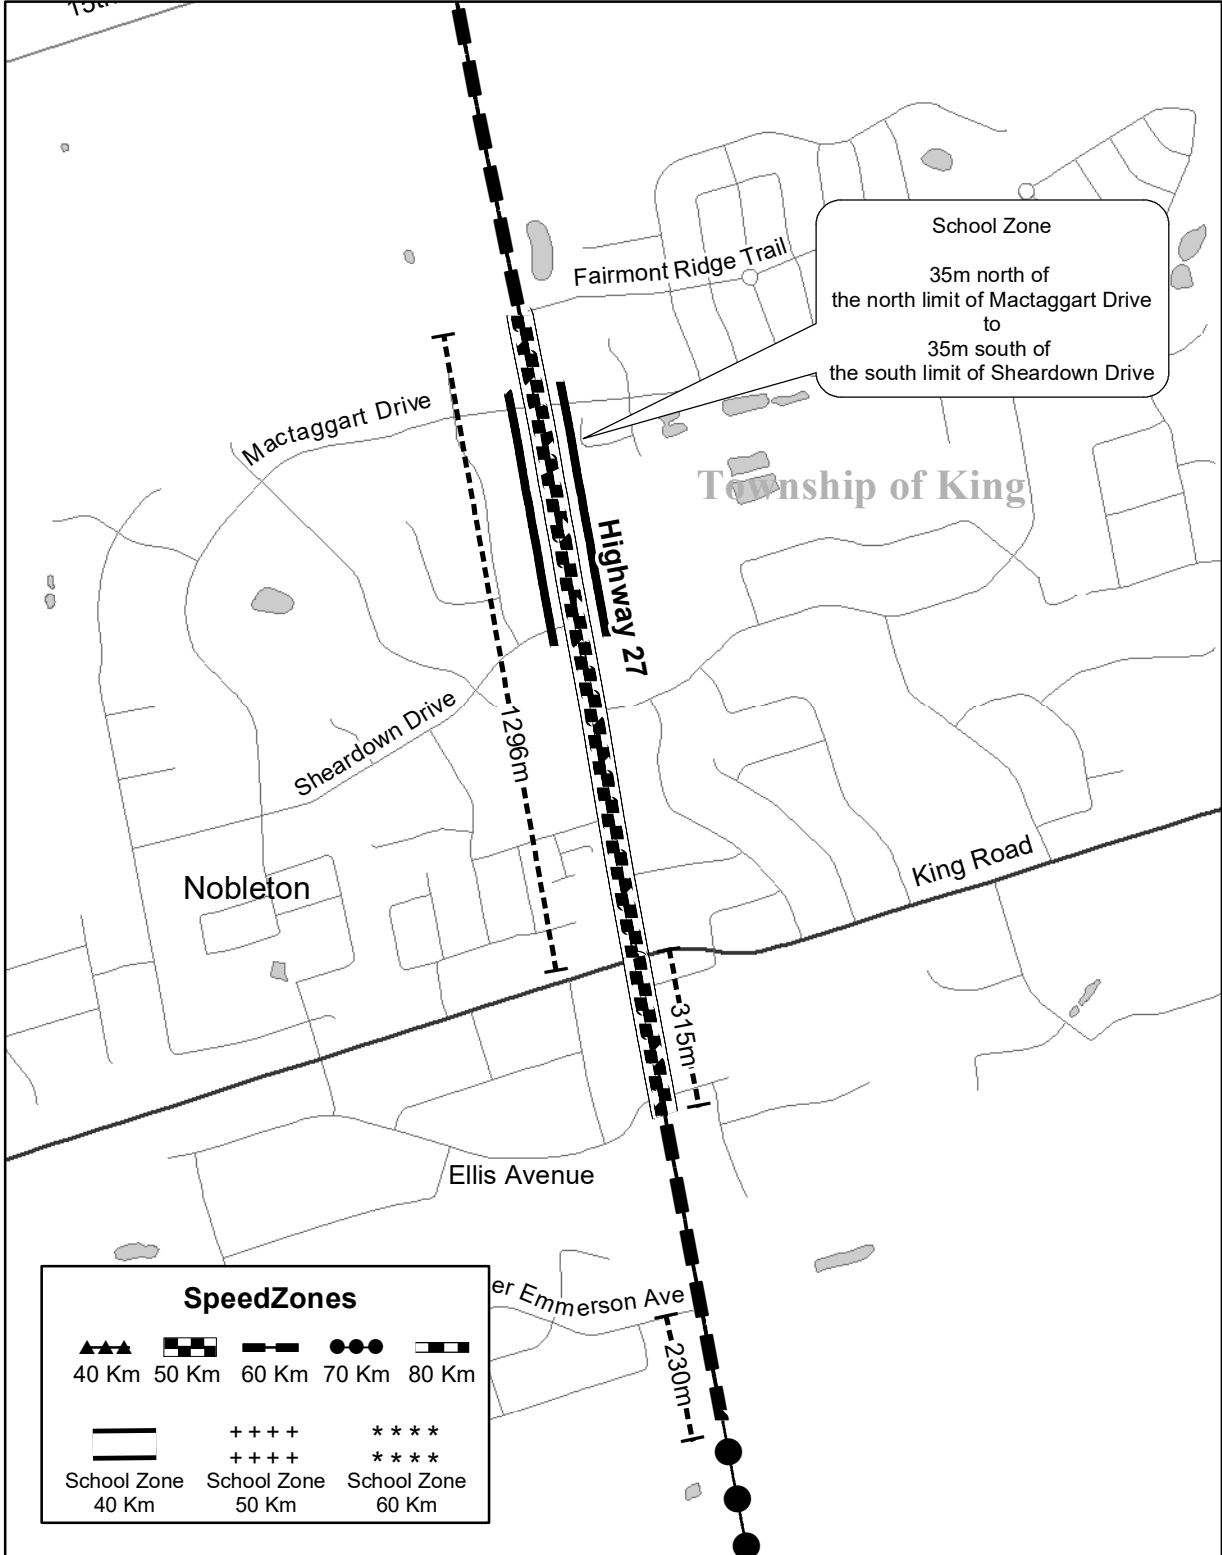 School Zone
35m north of
the north limit of Mactaggart Drive
to
35m south of
the south limit of Sheardown Drive
Fairmont Ridge Trail
Mactaggart Drive
Township of King
Highway 27
Sheardown Drive
1296m
King Road
Nobleton
315m
Ellis Avenue
er Emmerson Ave
230m
SpeedZones
40 Km
50 Km
60 Km
70 Km
80 Km
School Zone
40 Km
School Zone
50 Km
School Zone
60 Km